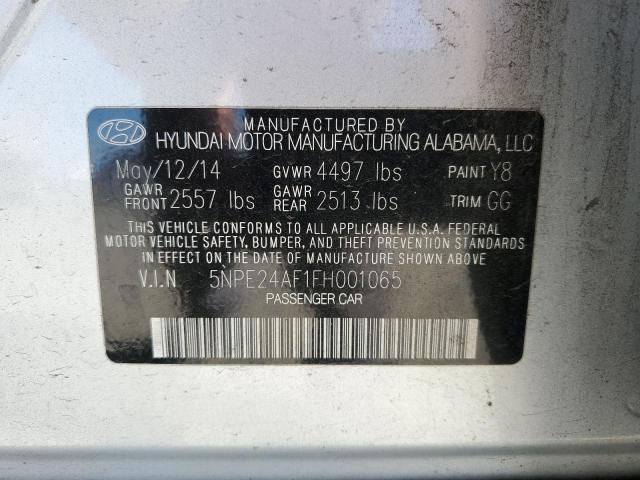 MANUFACTURED BY
HYUNDAI MOTOR MANUFACTURING ALABAMA, LLC
May/12/14 GVWR 4497 lbs PAINT Y8
GAWR FRONT 2557 lbs GAWR REAR 2513 lbs TRIM GG
THIS VEHICLE CONFORMS TO ALL APPLICABLE U.S.A. FEDERAL
MOTOR VEHICLE SAFETY, BUMPER, AND THEFT PREVENTION STANDARDS
IN EFFECT ON THE DATE OF MANUFACTURE SHOWN ABOVE.
V.I.N 5NPE24AF1FH001065
PASSENGER CAR